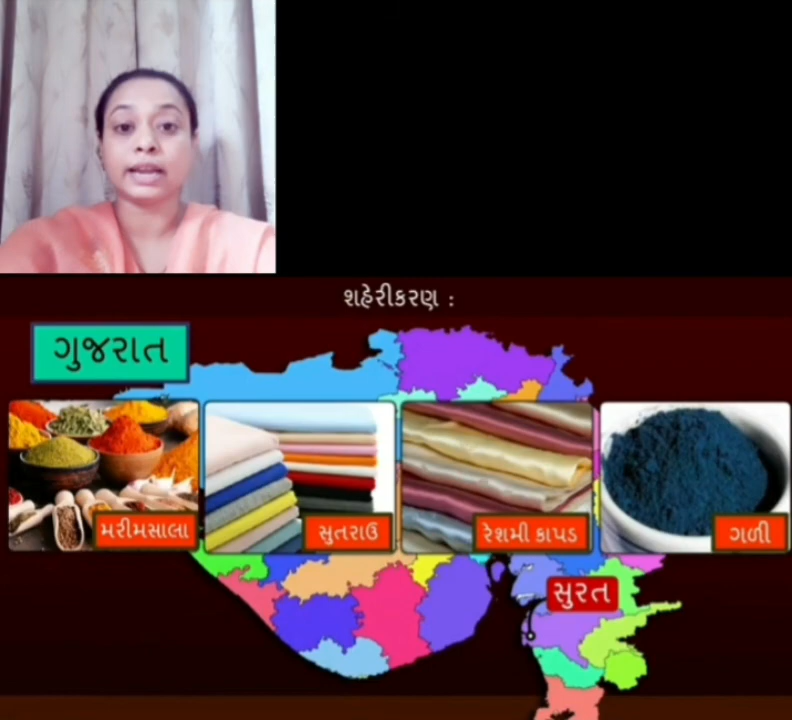 શહેરીકરણ :
ગુજરાત
મરીમસાલા
સુતરાઉ
રેશમી કાપડ
ગળી
સુરત